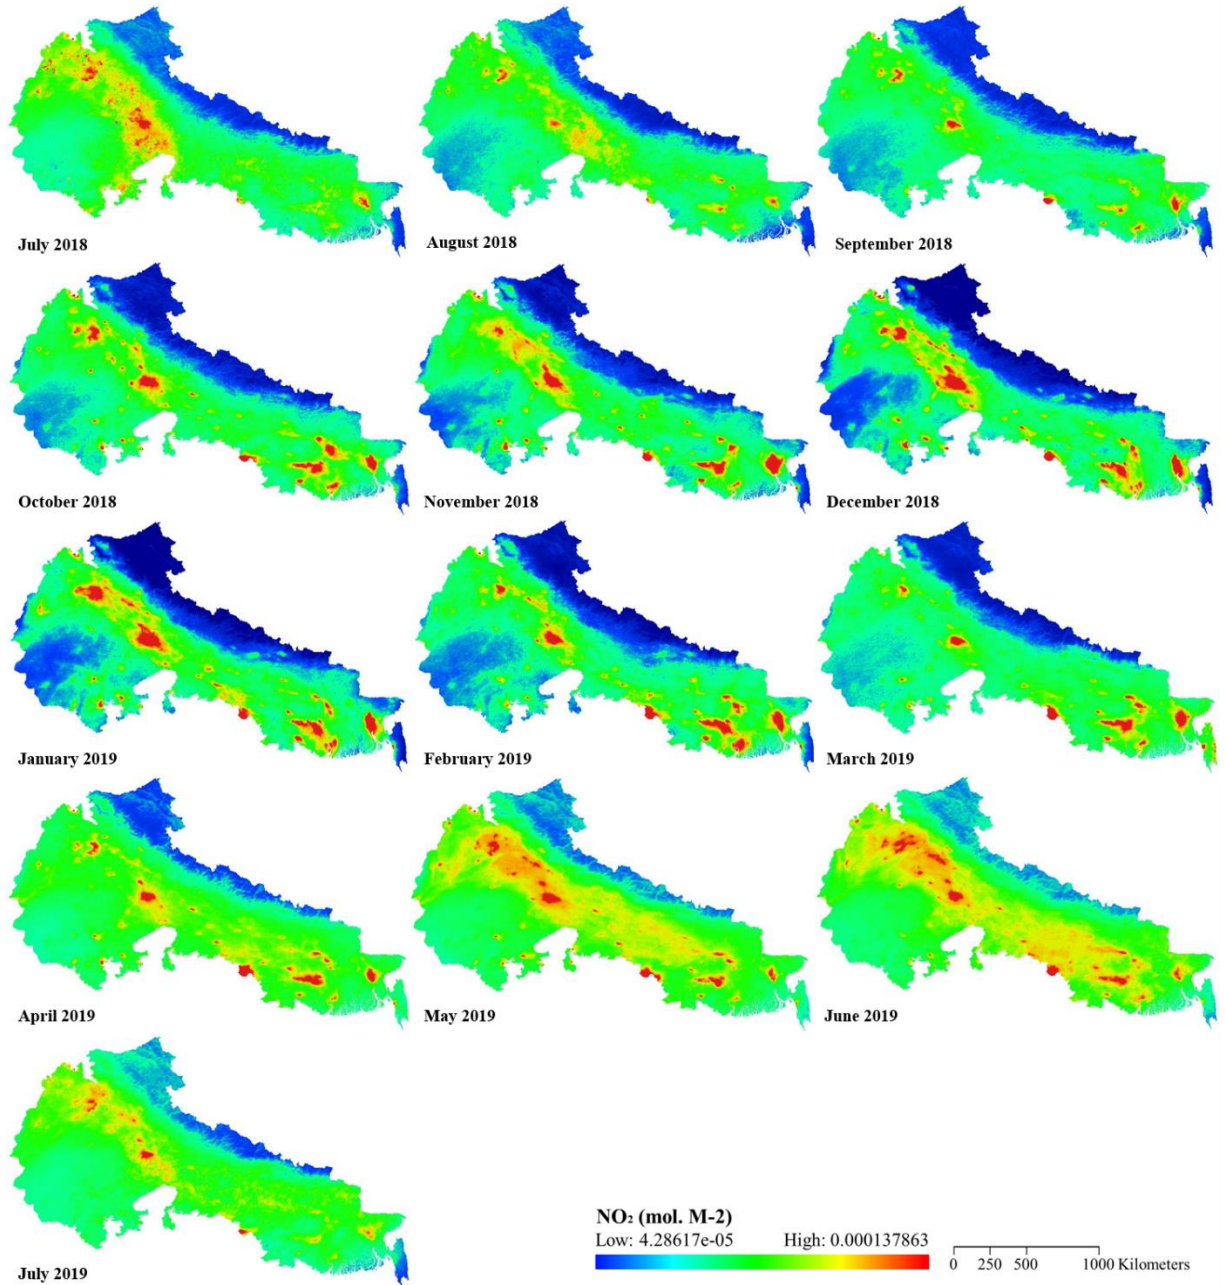 July 2018
August 2018
September 2018
October 2018
November 2018
December 2018
January 2019
February 2019
March 2019
April 2019
May 2019
June 2019
July 2019
NO₂ (mol. M-2)
Low: 4.28617e-05 High: 0.000137863
0 250 500 1000 Kilometers